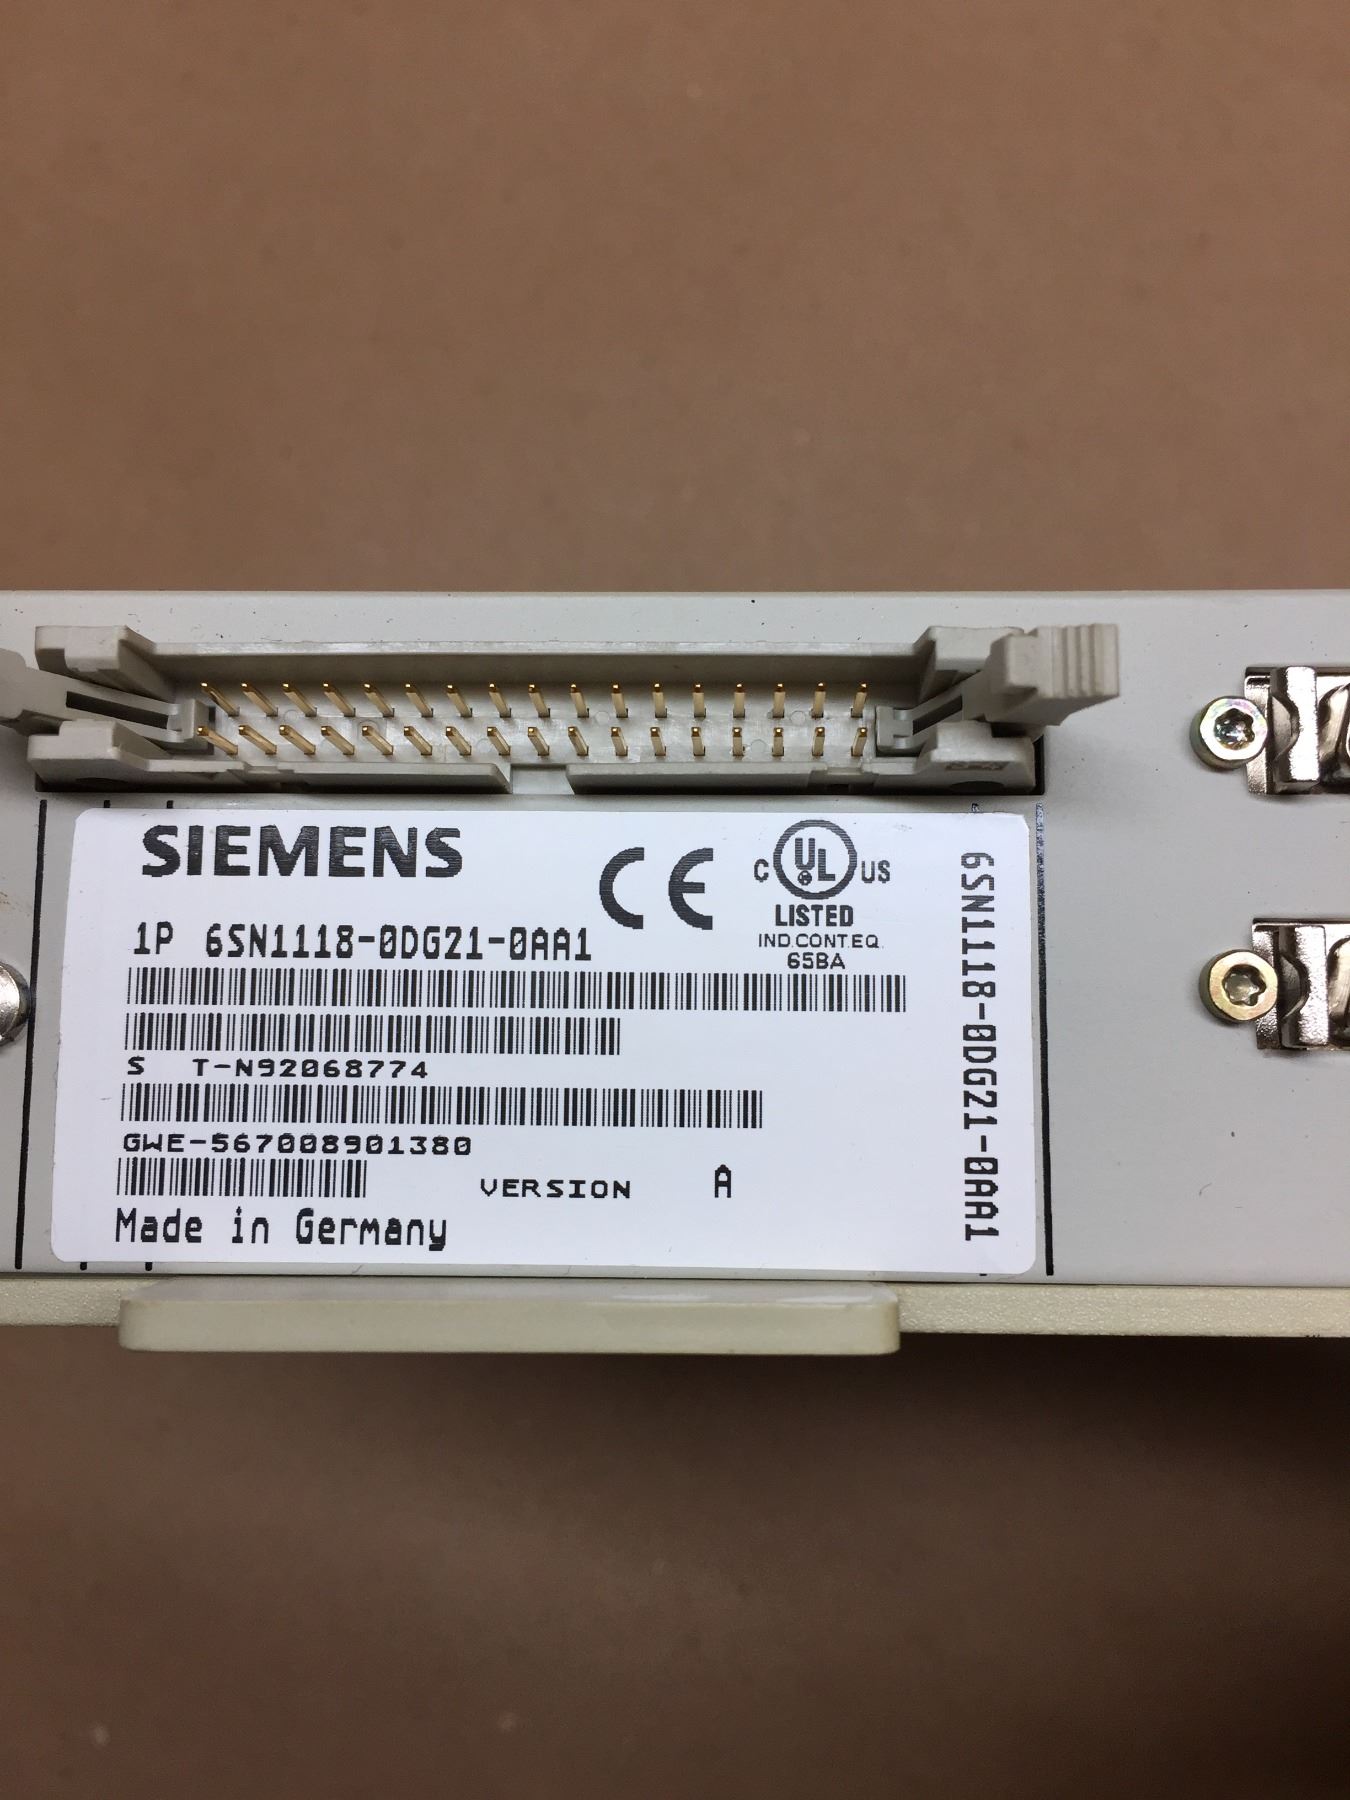 SIEMENS
CE
C UL US
LISTED
IND.CONT.EQ.
65BA
1P 6SN1118-0DG21-0AA1
S T-N92068774
GWE-567008901380
VERSION A
Made in Germany
6SN1118-0DG21-0AA1